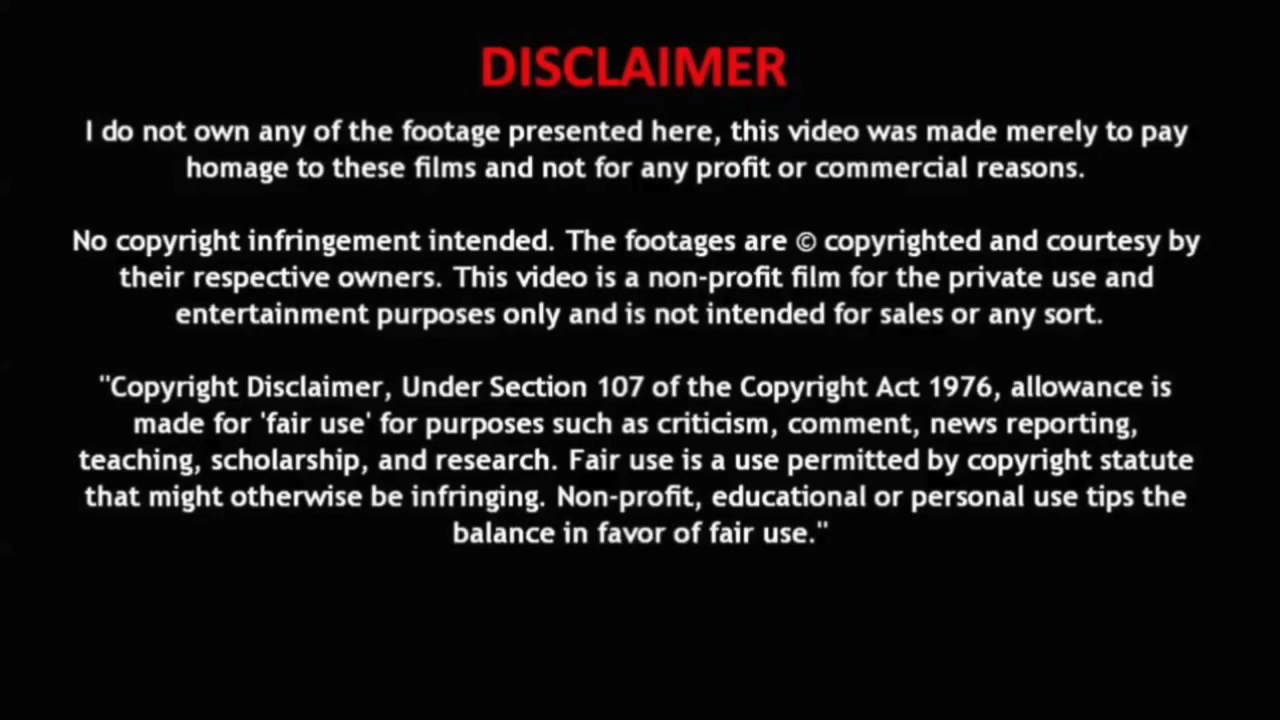 DISCLAIMER
I do not own any of the footage presented here, this video was made merely to pay
homage to these films and not for any profit or commercial reasons.
No copyright infringement intended. The footages are © copyrighted and courtesy by
their respective owners. This video is a non-profit film for the private use and
entertainment purposes only and is not intended for sales or any sort.
"Copyright Disclaimer, Under Section 107 of the Copyright Act 1976, allowance is
made for 'fair use' for purposes such as criticism, comment, news reporting,
teaching, scholarship, and research. Fair use is a use permitted by copyright statute
that might otherwise be infringing. Non-profit, educational or personal use tips the
balance in favor of fair use."